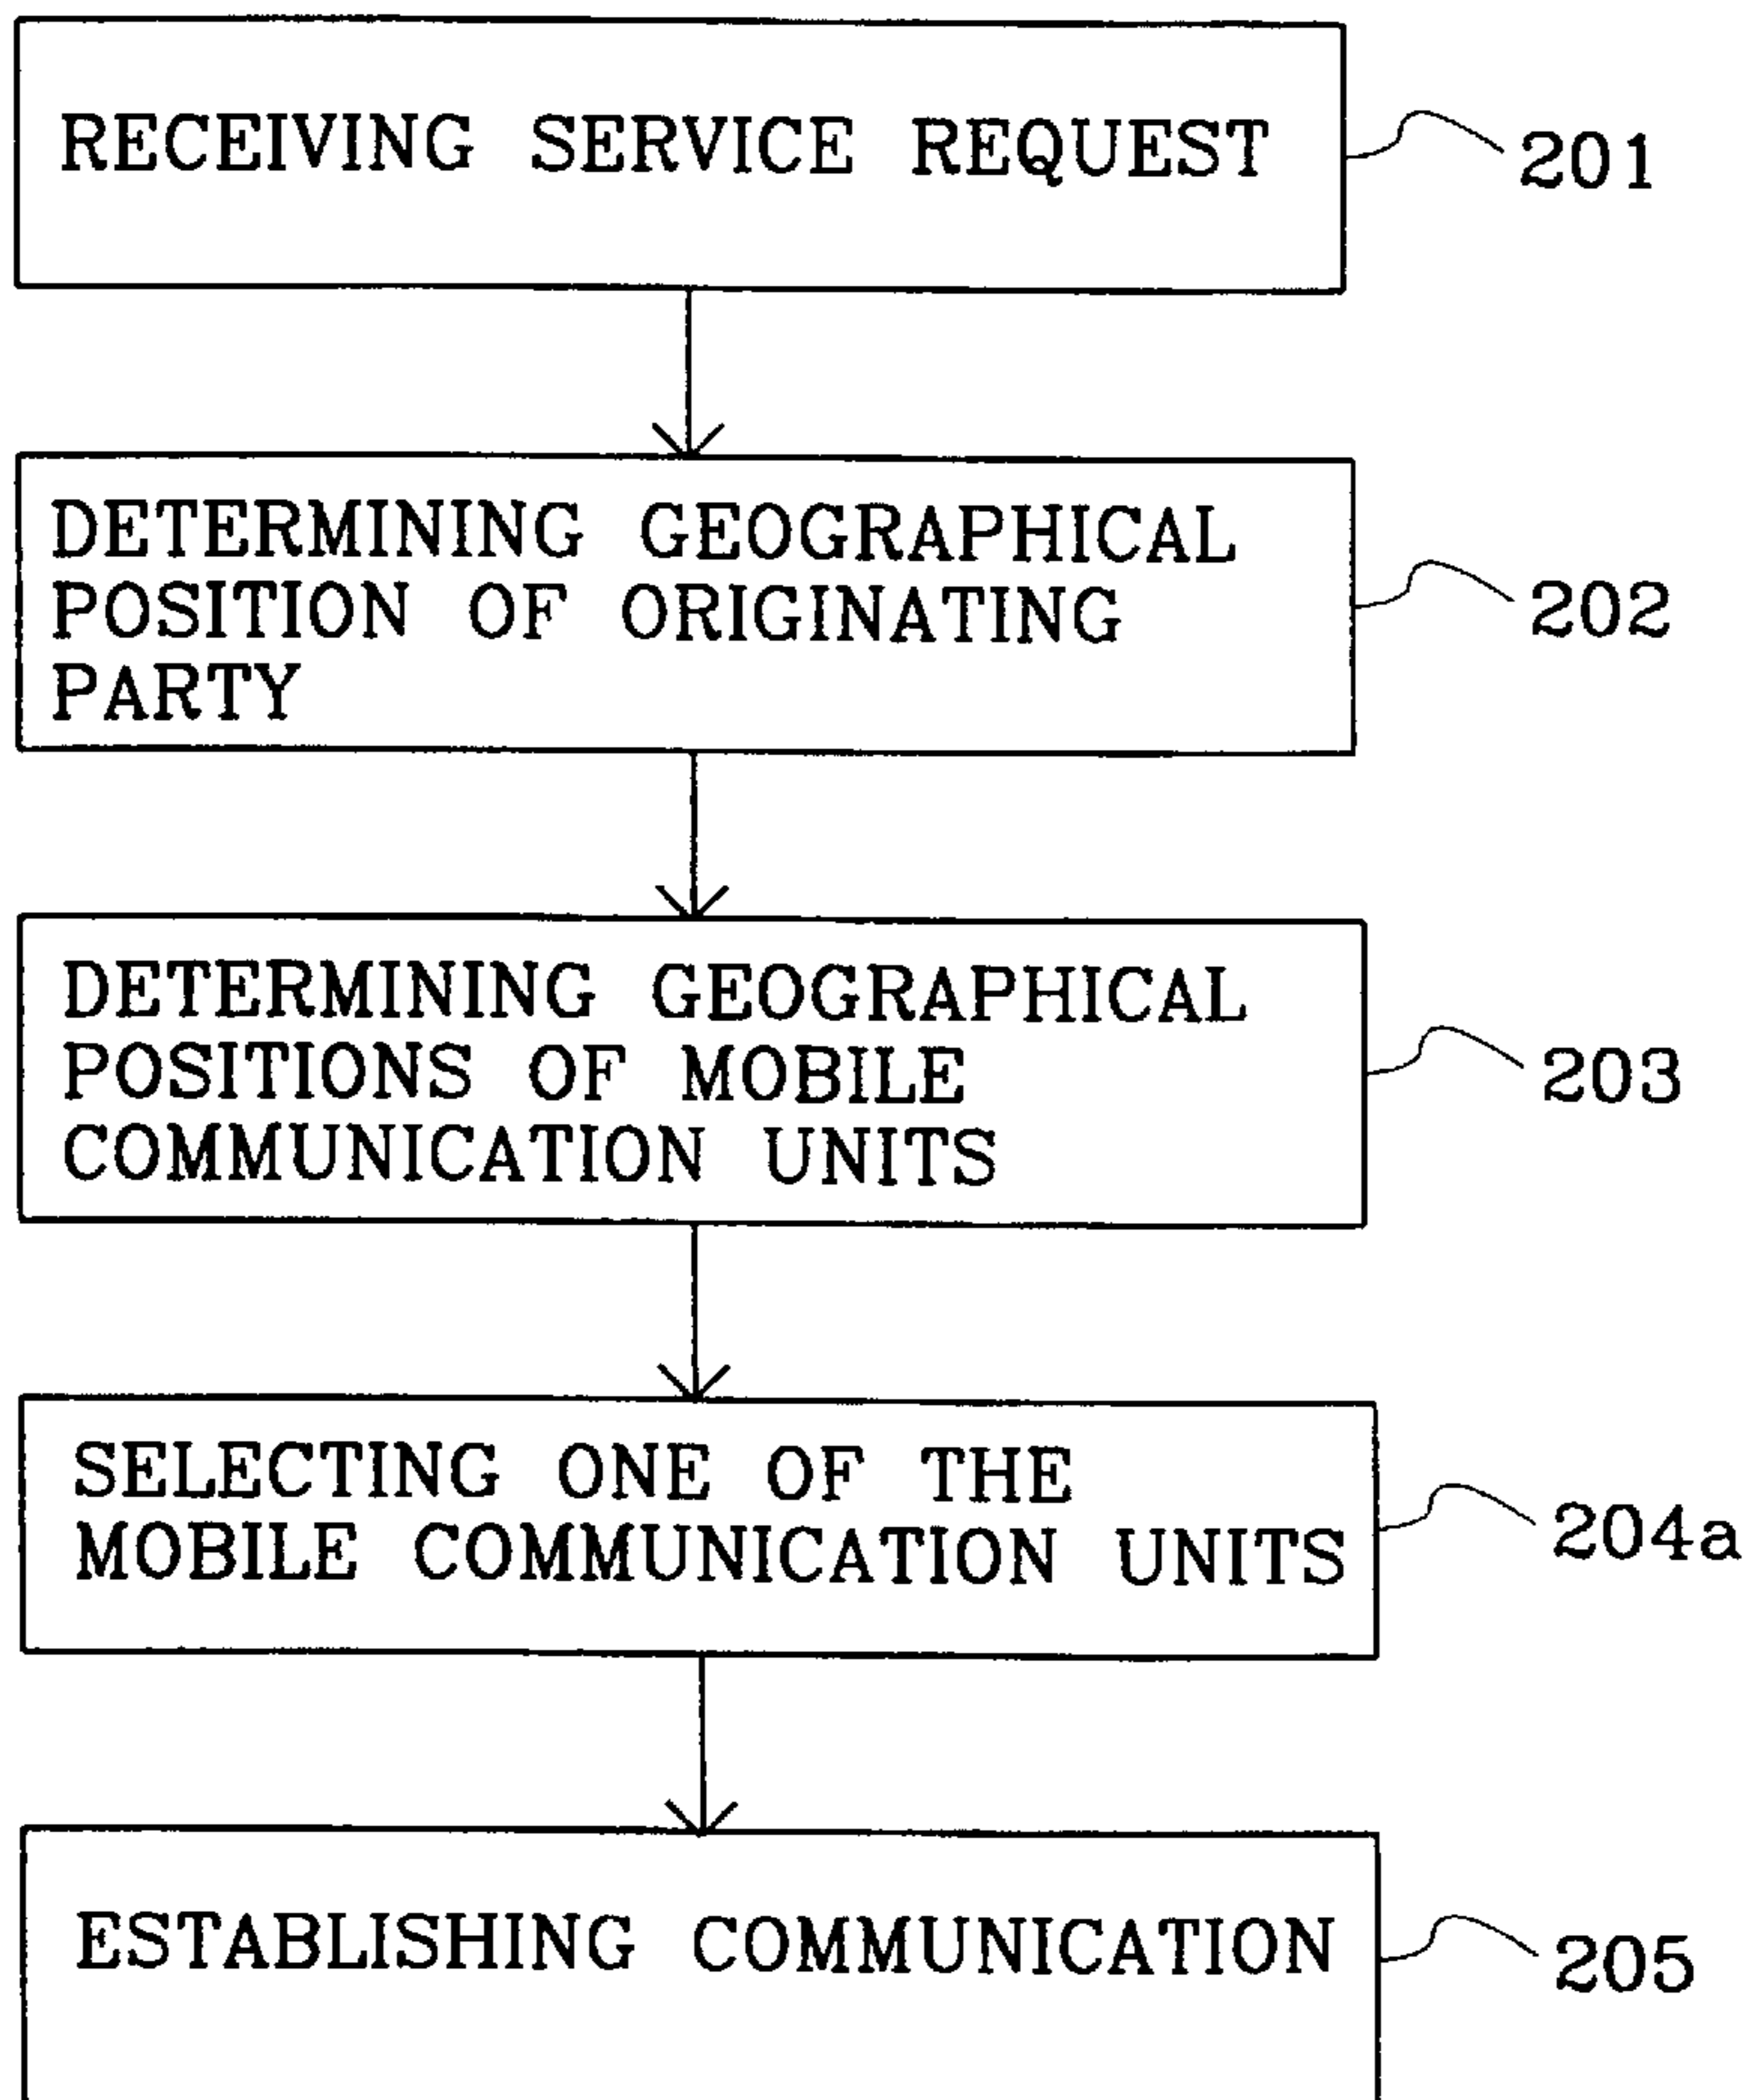 RECEIVING SERVICE REQUEST
201
DETERMINING GEOGRAPHICAL
POSITION OF ORIGINATING
PARTY
202
DETERMINING GEOGRAPHICAL
POSITIONS OF MOBILE
COMMUNICATION UNITS
203
SELECTING ONE OF THE
MOBILE COMMUNICATION UNITS
204a
ESTABLISHING COMMUNICATION
205